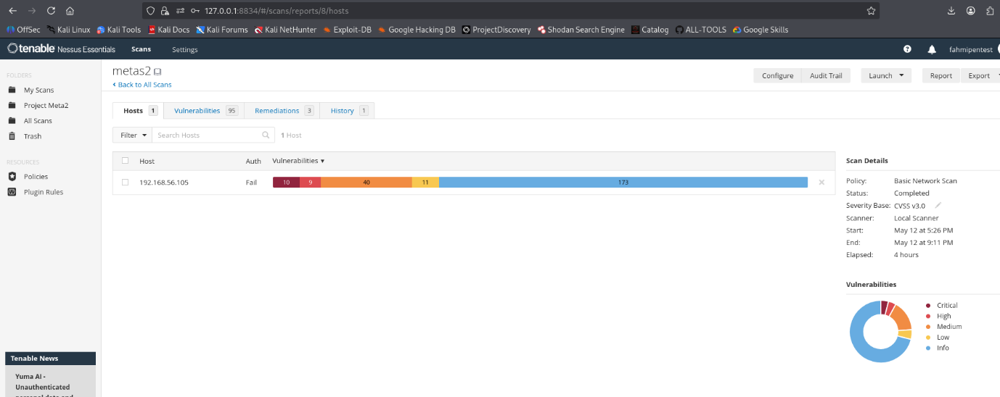 127.0.0.1:8834/#/scans/reports/8/hosts
OffSec Kali Linux Kali Tools Kali Docs Kali Forums Kali NetHunter Exploit-DB Google Hacking DB ProjectDiscovery Shodan Search Engine Catalog ALL-TOOLS Google Skills
tenable Nessus Essentials Scans Settings fahmipentest
FOLDERS
My Scans
Project Meta2
All Scans
Trash
RESOURCES
Policies
Plugin Rules
Tenable News
Yuma AI -
Unauthenticated
personal data and
metas2
Back to All Scans
Configure Audit Trail Launch Report Export
Hosts 1 Vulnerabilities 95 Remediations 3 History 1
Filter Search Hosts 1 Host
Host Auth Vulnerabilities
192.168.56.105 Fail 10 9 40 11 173
Scan Details
Policy: Basic Network Scan
Status: Completed
Severity Base: CVSS v3.0
Scanner: Local Scanner
Start: May 12 at 5:26 PM
End: May 12 at 9:11 PM
Elapsed: 4 hours
Vulnerabilities
Critical
High
Medium
Low
Info